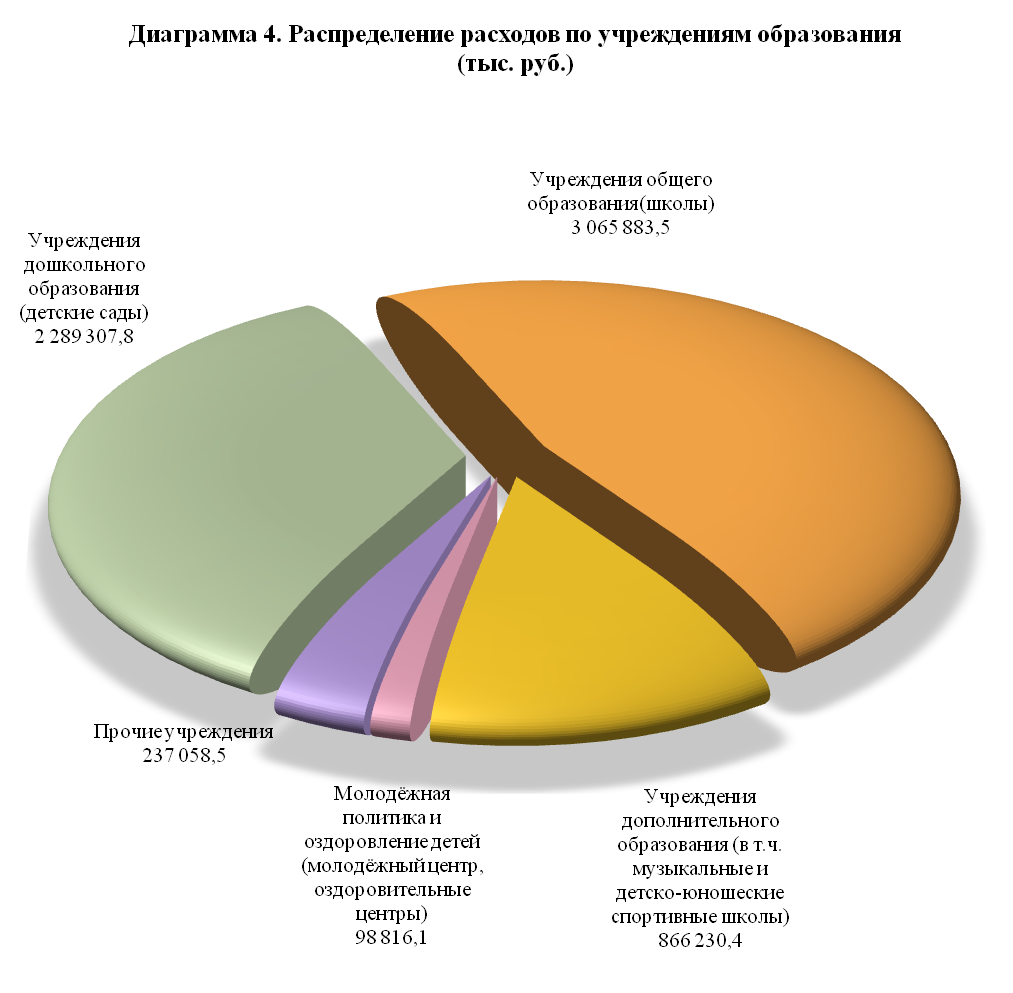 Диаграмма 4. Распределение расходов по учреждениям образования
(тыс. руб.)
Учреждения общего
образования(школы)
3 065 883,5
Учреждения
дошкольного
образования
(детские сады)
2 289 307,8
Прочие учреждения
237 058,5
Молодёжная
политика и
оздоровление детей
(молодёжный центр,
оздоровительные
центры)
98 816,1
Учреждения
дополнительного
образования (в т.ч.
музыкальные и
детско-юношеские
спортивные школы)
866 230,4